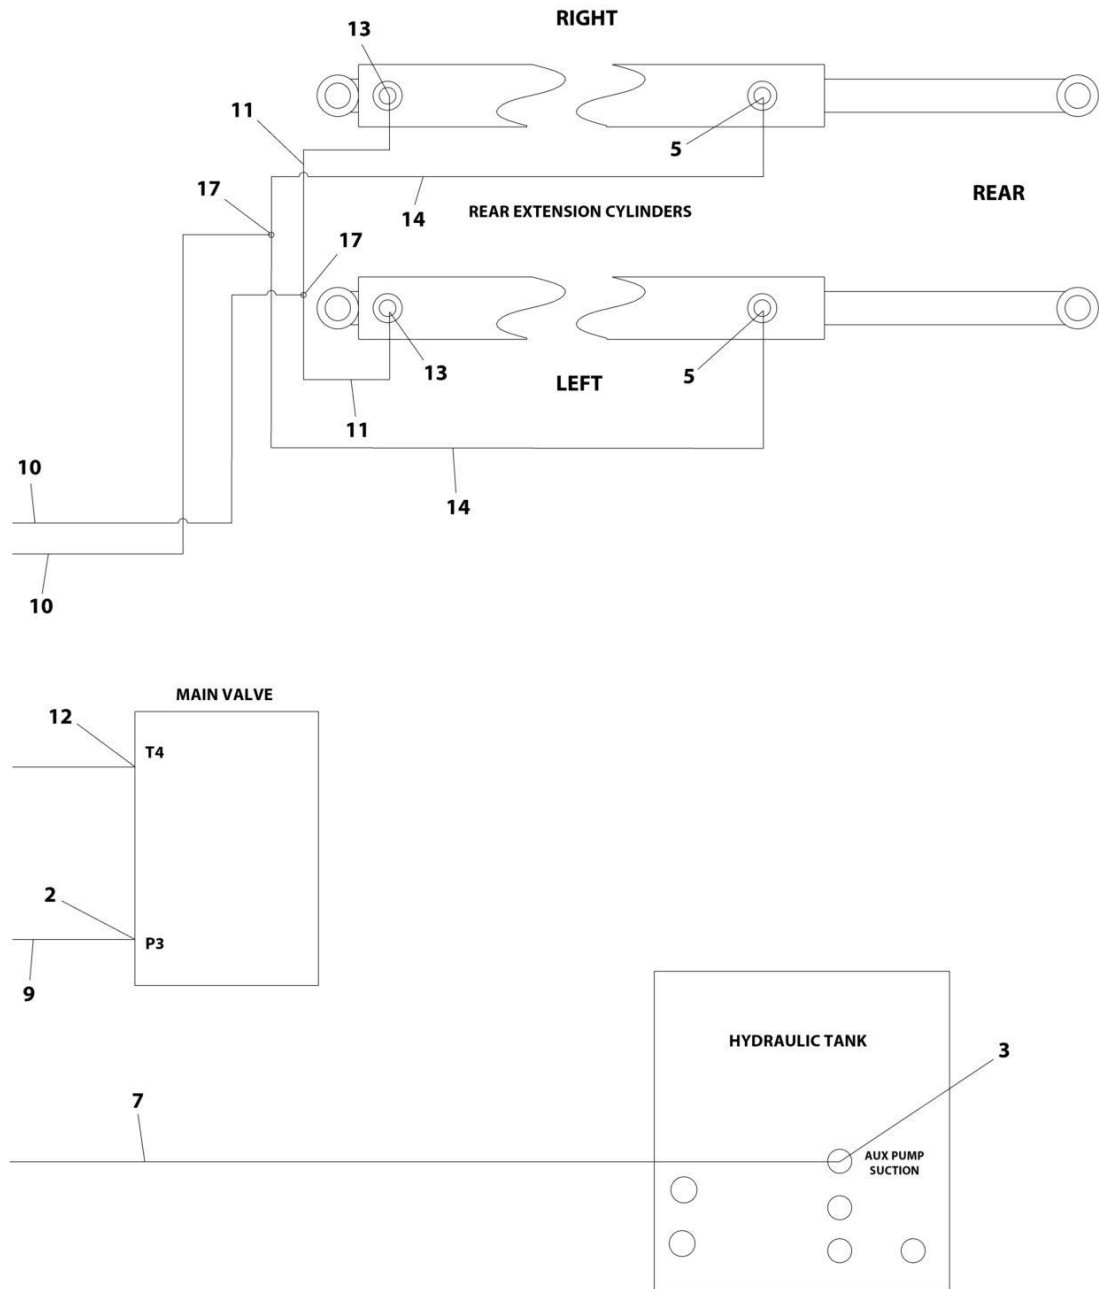 RIGHT
13
11
5
17
14
REAR EXTENSION CYLINDERS
REAR
17
13
5
LEFT
11
10
14
10
MAIN VALVE
12
T4
2
P3
9
HYDRAULIC TANK
3
7
AUX PUMP
SUCTION